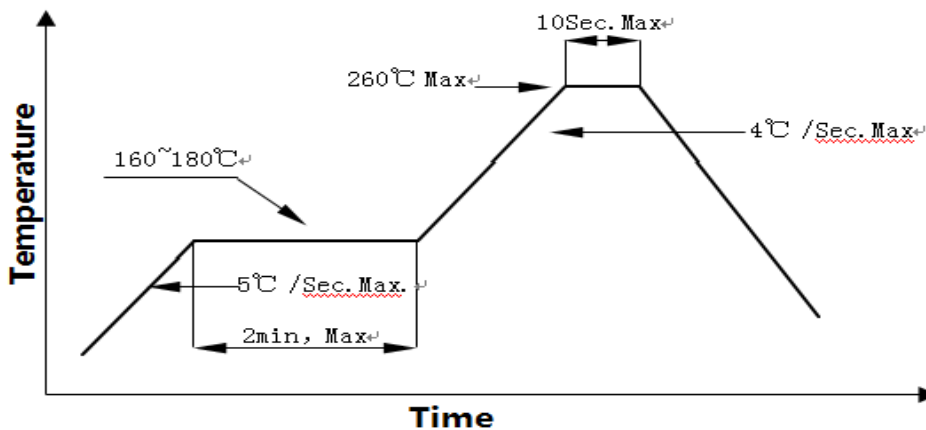 10Sec.Max↵
260℃ Max↵
4℃ /Sec.Max↵
160~180℃↵
5℃ /Sec.Max. ↵
2min, Max↵
Temperature
Time